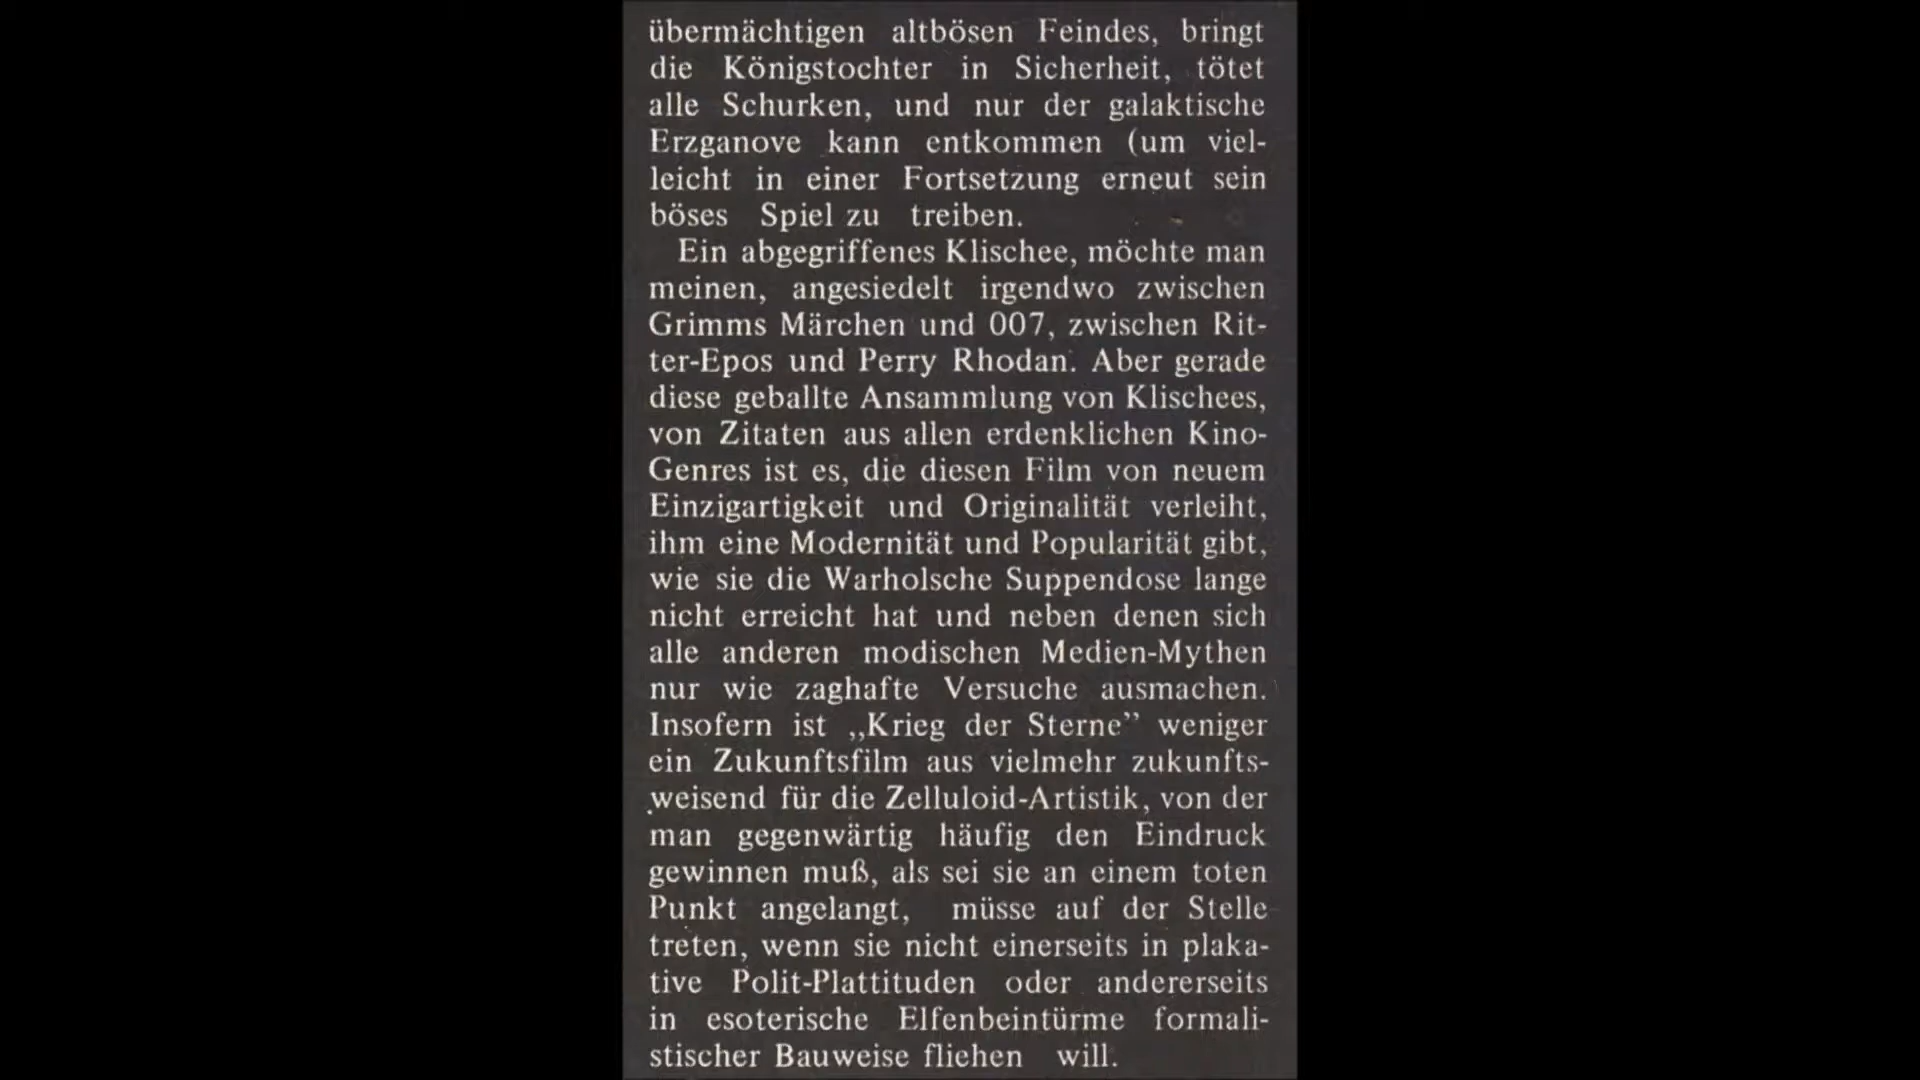 übermächtigen altbösen Feindes, bringt
die Königstochter in Sicherheit, tötet
alle Schurken, und nur der galaktische
Erzganove kann entkommen (um viel-
leicht in einer Fortsetzung erneut sein
böses Spiel zu treiben.
Ein abgegriffenes Klischee, möchte man
meinen, angesiedelt irgendwo zwischen
Grimms Märchen und 007, zwischen Rit-
ter-Epos und Perry Rhodan. Aber gerade
diese geballte Ansammlung von Klischees,
von Zitaten aus allen erdenklichen Kino-
Genres ist es, die diesen Film von neuem
Einzigartigkeit und Originalität verleiht,
ihm eine Modernität und Popularität gibt,
wie sie die Warholsche Suppendose lange
nicht erreicht hat und neben denen sich
alle anderen modischen Medien-Mythen
nur wie zaghafte Versuche ausmachen.
Insofern ist „Krieg der Sterne” weniger
ein Zukunftsfilm aus vielmehr zukunfts-
weisend für die Zelluloid-Artistik, von der
man gegenwärtig häufig den Eindruck
gewinnen muß, als sei sie an einem toten
Punkt angelangt, müsse auf der Stelle
treten, wenn sie nicht einerseits in plaka-
tive Polit-Plattituden oder andererseits
in esoterische Elfenbeintürme formali-
stischer Bauweise fliehen will.